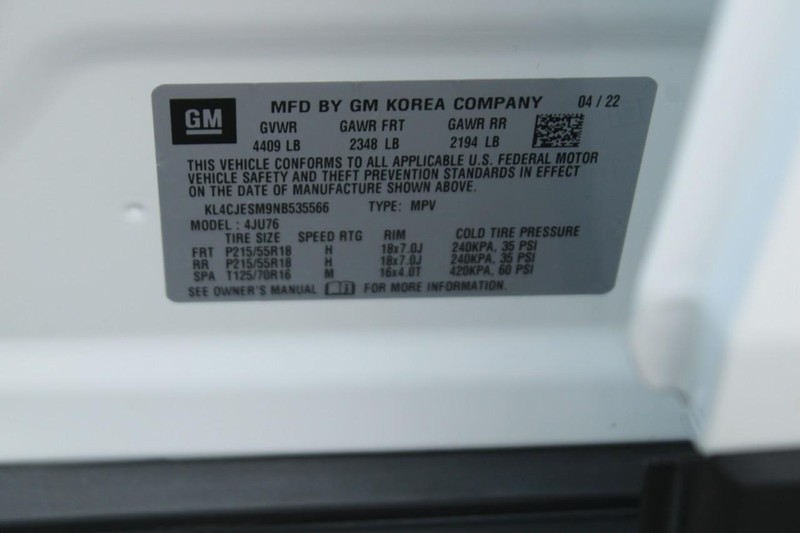 GM MFD BY GM KOREA COMPANY 04 / 22
GVWR GAWR FRT GAWR RR
4409 LB 2348 LB 2194 LB
THIS VEHICLE CONFORMS TO ALL APPLICABLE U.S. FEDERAL MOTOR
VEHICLE SAFETY AND THEFT PREVENTION STANDARDS IN EFFECT
ON THE DATE OF MANUFACTURE SHOWN ABOVE.
KL4CJESM9NB535566 TYPE: MPV
MODEL : 4JU76
TIRE SIZE SPEED RTG RIM COLD TIRE PRESSURE
FRT P215/55R18 H 18x7.0J 240KPA, 35 PSI
RR P215/55R18 H 18x7.0J 240KPA, 35 PSI
SPA T125/70R16 M 16x4.0T 420KPA, 60 PSI
SEE OWNER'S MANUAL FOR MORE INFORMATION.